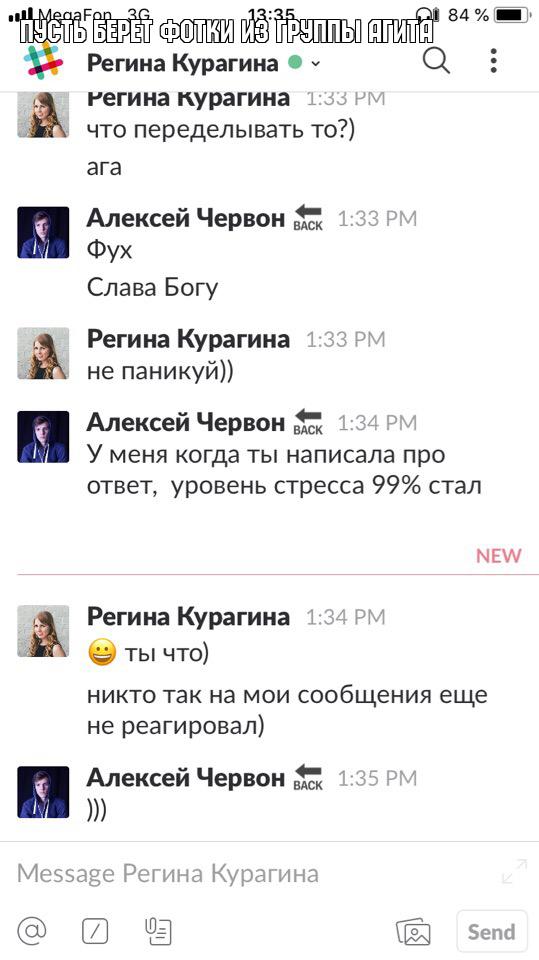 MegaFon 3G 13:35 84 %
ПУСТЬ БЕРЕТ ФОТКИ ИЗ ГРУППЫ АГИТА
Регина Курагина
Регина Курагина 1:33 PM
что переделывать то?)
ага
Алексей Червон BACK 1:33 PM
Фух
Слава Богу
Регина Курагина 1:33 PM
не паникуй))
Алексей Червон BACK 1:34 PM
У меня когда ты написала про
ответ, уровень стресса 99% стал
NEW
Регина Курагина 1:34 PM
😀 ты что)
никто так на мои сообщения еще
не реагировал)
Алексей Червон BACK 1:35 PM
)))
Message Регина Курагина
Send